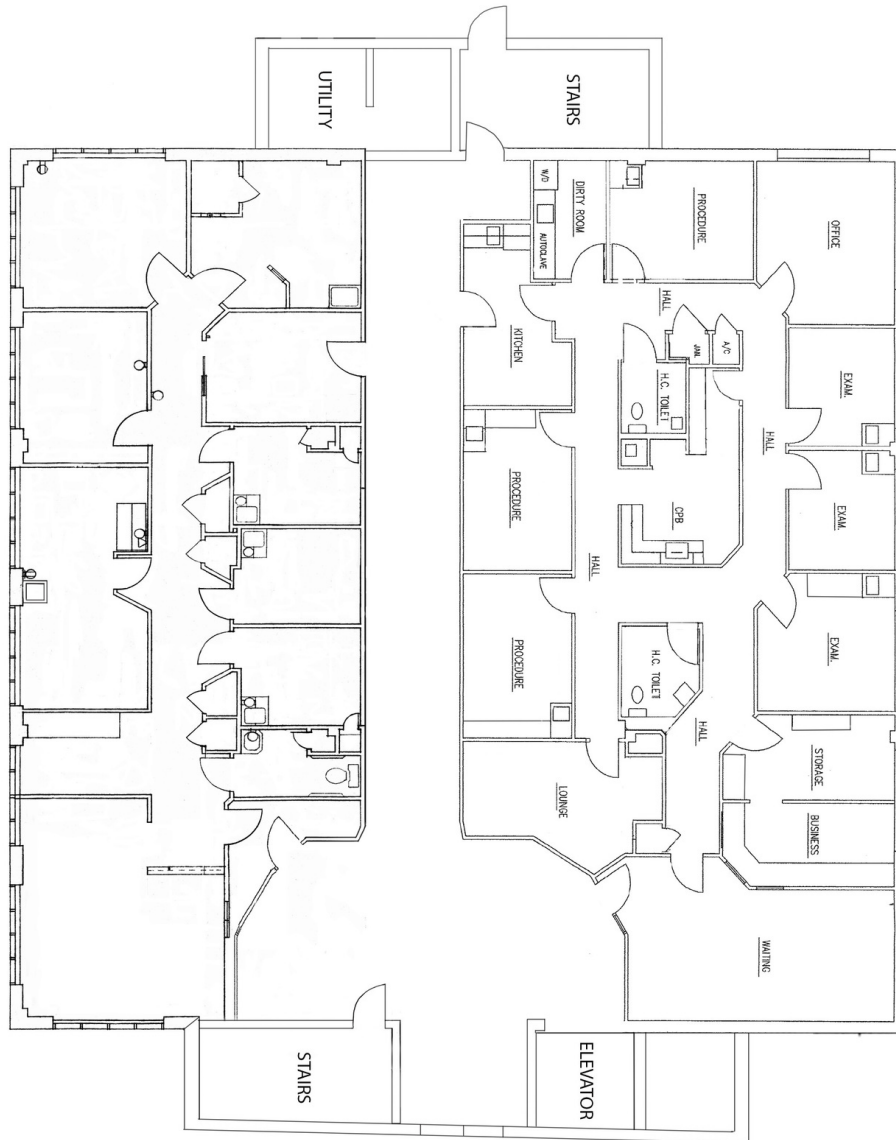 UTILITY
STAIRS
W/D
DIRTY ROOM
AUTOCLAVE
PROCEDURE
OFFICE
HALL
KITCHEN
JAN.
A/C
H.C. TOILET
EXAM.
HALL
PROCEDURE
CPB
EXAM.
HALL
PROCEDURE
H.C. TOILET
EXAM.
HALL
STORAGE
LOUNGE
BUSINESS
WAITING
STAIRS
ELEVATOR